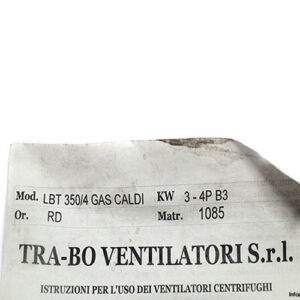 Mod. LBT 350/4 GAS CALDI KW 3 - 4P B3
Or. RD Matr. 1085
TRA-BO VENTILATORI S.r.l.
ISTRUZIONI PER L'USO DEI VENTILATORI CENTRIFUGHI